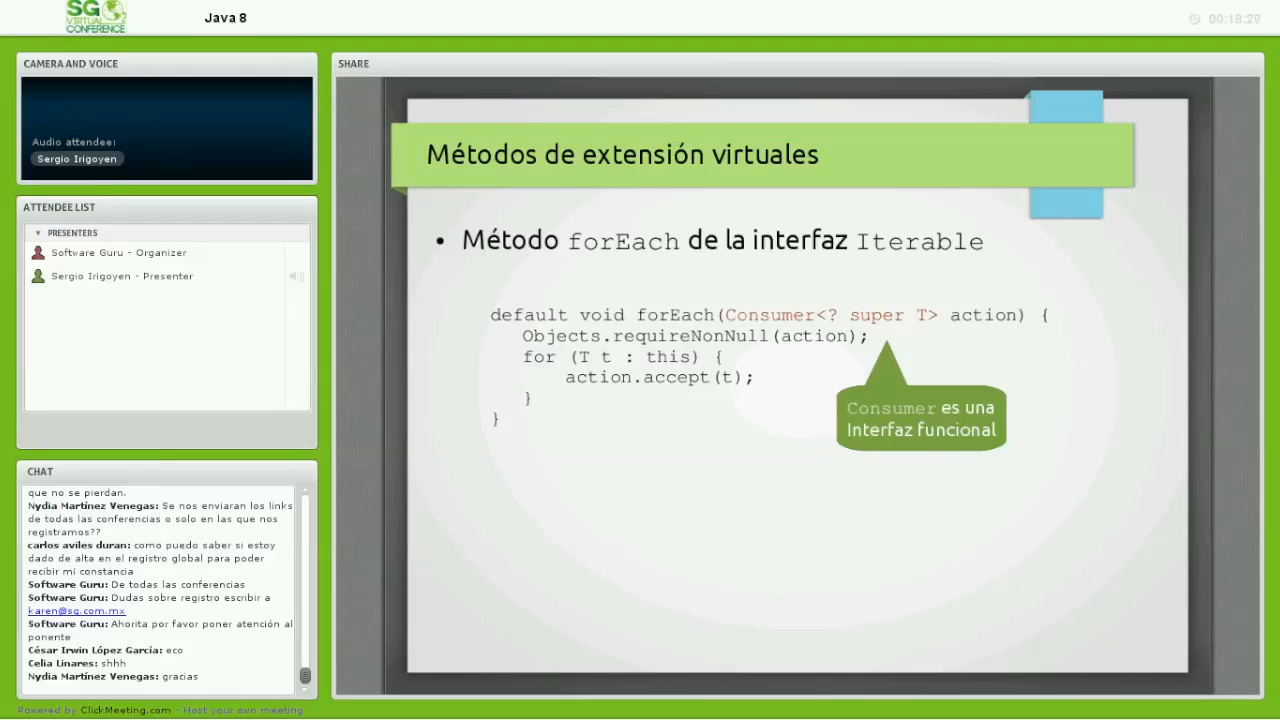 SG
VIRTUAL
CONFERENCE
Java 8
00:18:28
CAMERA AND VOICE
Audio attendee:
Sergio Irigoyen
ATTENDEE LIST
PRESENTERS
Software Guru - Organizer
Sergio Irigoyen - Presenter
CHAT
que no se pierdan.
Nydia Martínez Venegas: Se nos enviaran los links
de todas las conferencias o solo en las que nos
registramos??
carlos aviles duran: como puedo saber si estoy
dado de alta en el registro global para poder
recibir mi constancia
Software Guru: De todas las conferencias
Software Guru: Dudas sobre registro escribir a
karen@sg.com.mx
Software Guru: Ahorita por favor poner atención al
ponente
César Irwin López García: eco
Celia Linares: shhh
Nydia Martínez Venegas: gracias
Powered by ClickMeeting.com - Host your own meeting
SHARE
Métodos de extensión virtuales
• Método forEach de la interfaz Iterable
default void forEach(Consumer<? super T> action) {
Objects.requireNonNull(action);
for (T t : this) {
action.accept(t);
}
}
Consumer es una
Interfaz funcional